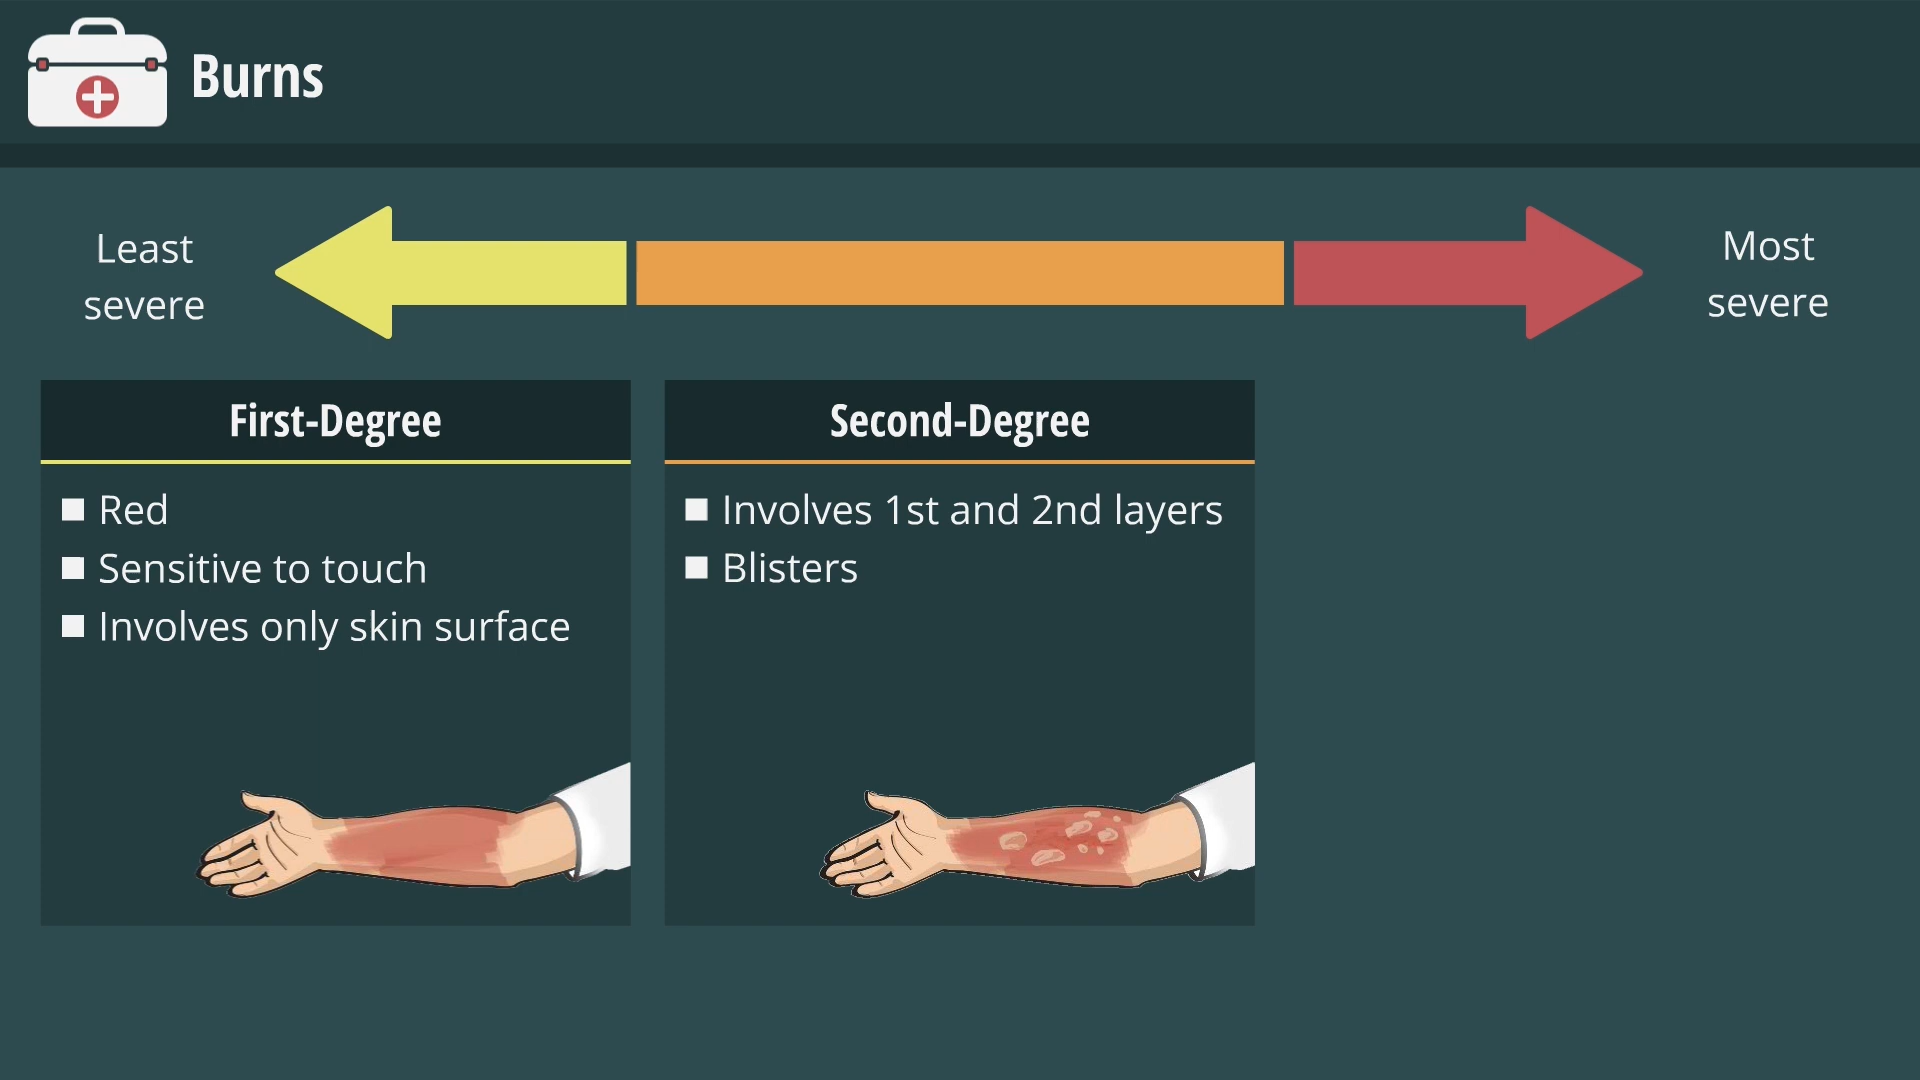 Burns
Least
severe
Most
severe
First-Degree
Red
Sensitive to touch
Involves only skin surface
Second-Degree
Involves 1st and 2nd layers
Blisters